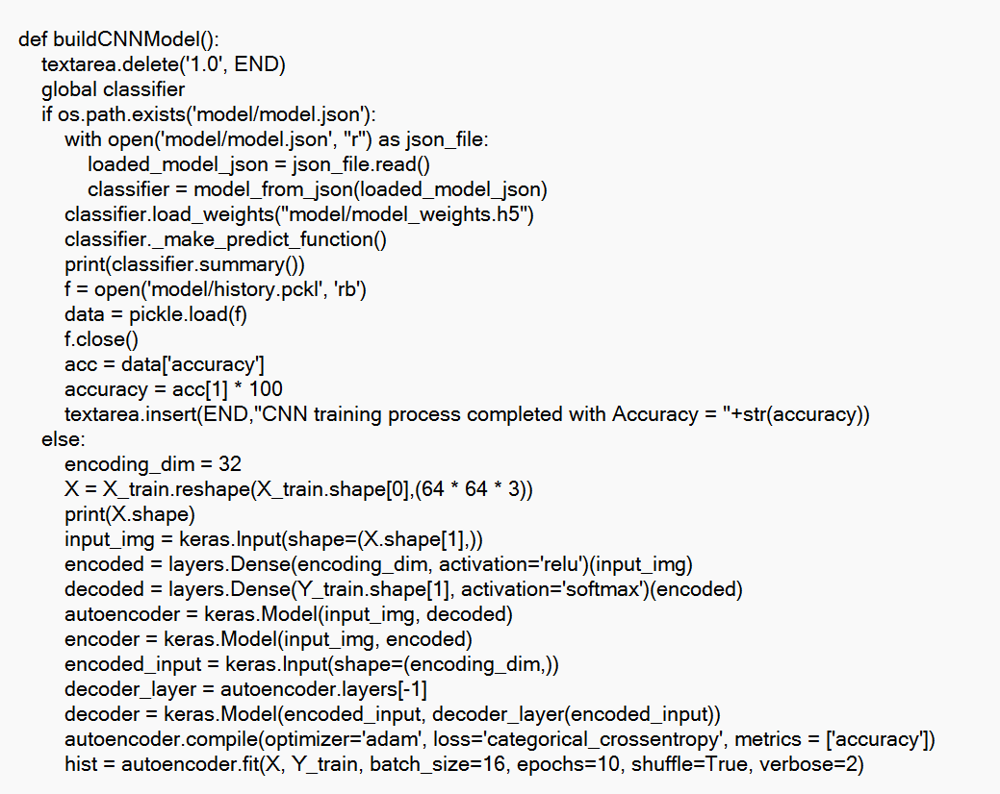 def buildCNNModel():
    textarea.delete('1.0', END)
    global classifier
    if os.path.exists('model/model.json'):
        with open('model/model.json', "r") as json_file:
            loaded_model_json = json_file.read()
            classifier = model_from_json(loaded_model_json)
        classifier.load_weights("model/model_weights.h5")
        classifier._make_predict_function()
        print(classifier.summary())
        f = open('model/history.pckl', 'rb')
        data = pickle.load(f)
        f.close()
        acc = data['accuracy']
        accuracy = acc[1] * 100
        textarea.insert(END,"CNN training process completed with Accuracy = "+str(accuracy))
    else:
        encoding_dim = 32
        X = X_train.reshape(X_train.shape[0],(64 * 64 * 3))
        print(X.shape)
        input_img = keras.Input(shape=(X.shape[1],))
        encoded = layers.Dense(encoding_dim, activation='relu')(input_img)
        decoded = layers.Dense(Y_train.shape[1], activation='softmax')(encoded)
        autoencoder = keras.Model(input_img, decoded)
        encoder = keras.Model(input_img, encoded)
        encoded_input = keras.Input(shape=(encoding_dim,))
        decoder_layer = autoencoder.layers[-1]
        decoder = keras.Model(encoded_input, decoder_layer(encoded_input))
        autoencoder.compile(optimizer='adam', loss='categorical_crossentropy', metrics = ['accuracy'])
        hist = autoencoder.fit(X, Y_train, batch_size=16, epochs=10, shuffle=True, verbose=2)